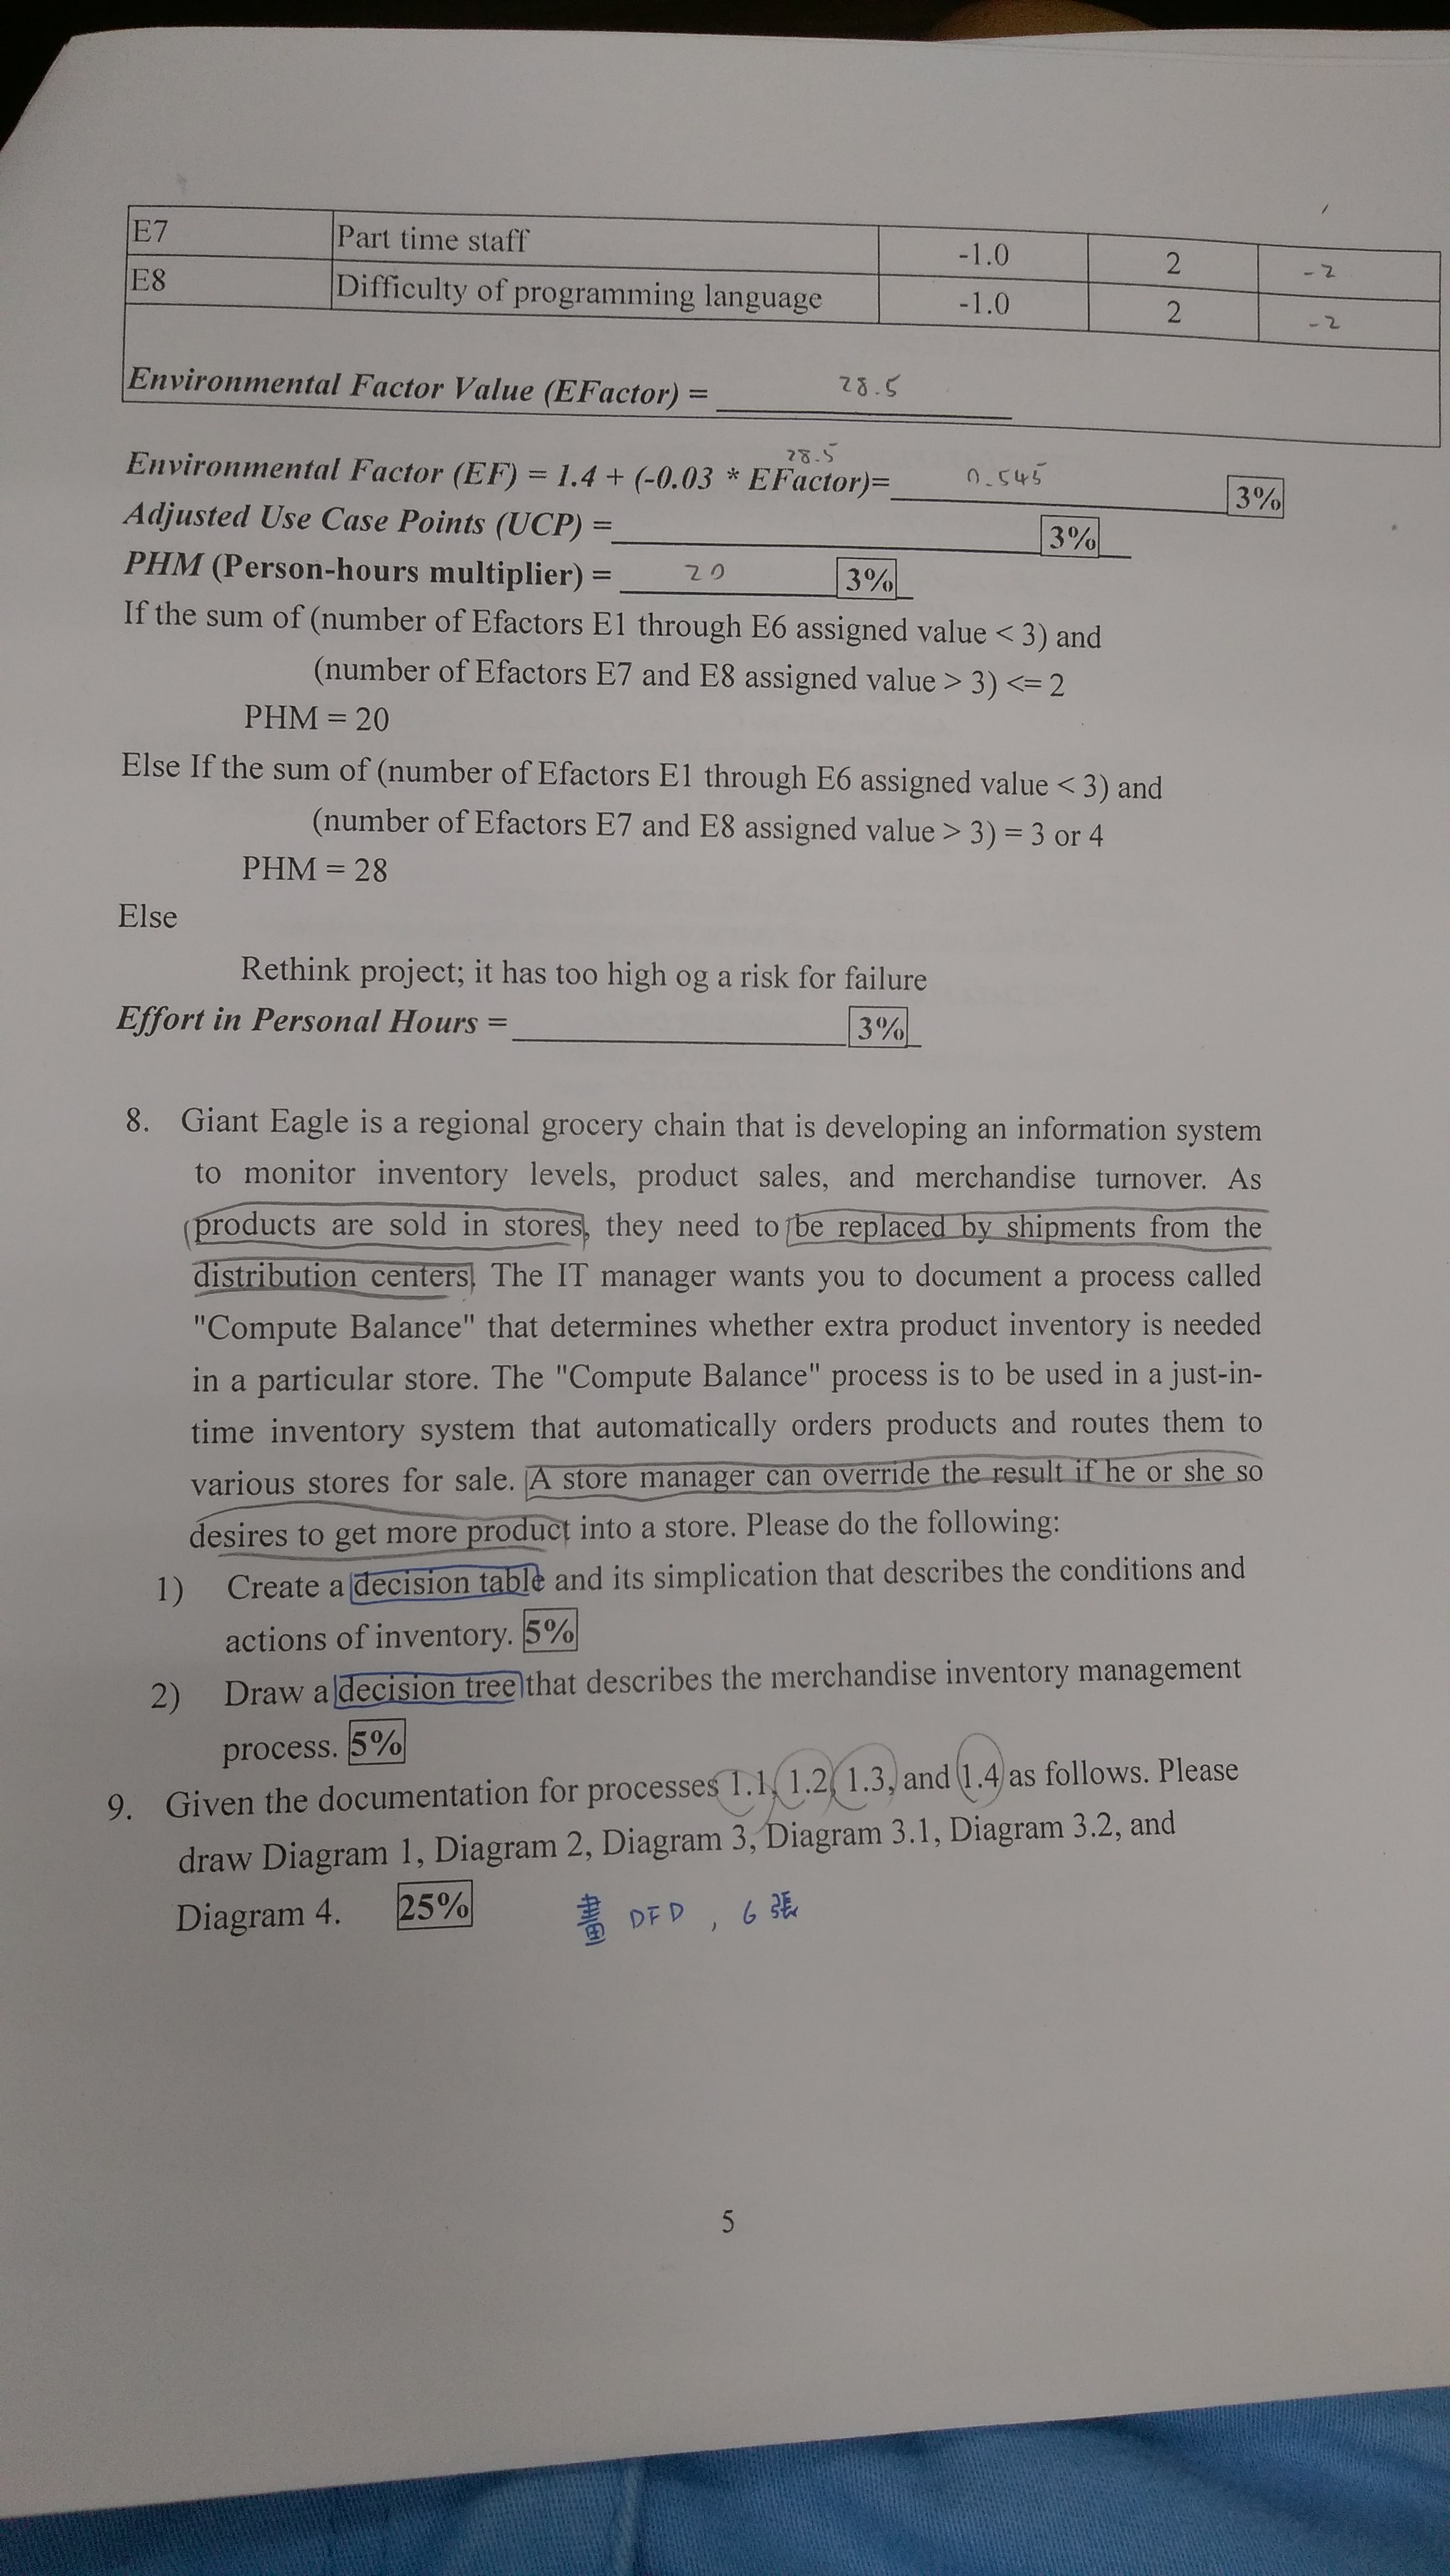 E7 Part time staff -1.0 2 -2
E8 Difficulty of programming language -1.0 2 -2
Environmental Factor Value (EFactor) = 28.5
28.5
Environmental Factor (EF) = 1.4 + (-0.03 * EFactor)= 0.545 3%
Adjusted Use Case Points (UCP) = 3%
PHM (Person-hours multiplier) = 20 3%
If the sum of (number of Efactors E1 through E6 assigned value < 3) and
(number of Efactors E7 and E8 assigned value > 3) <= 2
PHM = 20
Else If the sum of (number of Efactors E1 through E6 assigned value < 3) and
(number of Efactors E7 and E8 assigned value > 3) = 3 or 4
PHM = 28
Else
Rethink project; it has too high og a risk for failure
Effort in Personal Hours = 3%
8. Giant Eagle is a regional grocery chain that is developing an information system
to monitor inventory levels, product sales, and merchandise turnover. As
products are sold in stores, they need to be replaced by shipments from the
distribution centers. The IT manager wants you to document a process called
"Compute Balance" that determines whether extra product inventory is needed
in a particular store. The "Compute Balance" process is to be used in a just-in-
time inventory system that automatically orders products and routes them to
various stores for sale. A store manager can override the result if he or she so
desires to get more product into a store. Please do the following:
1) Create a decision table and its simplication that describes the conditions and
actions of inventory. 5%
2) Draw a decision tree that describes the merchandise inventory management
process. 5%
9. Given the documentation for processes 1.1, 1.2, 1.3, and 1.4 as follows. Please
draw Diagram 1, Diagram 2, Diagram 3, Diagram 3.1, Diagram 3.2, and
Diagram 4. 25% 畫 DFD , 6張
5